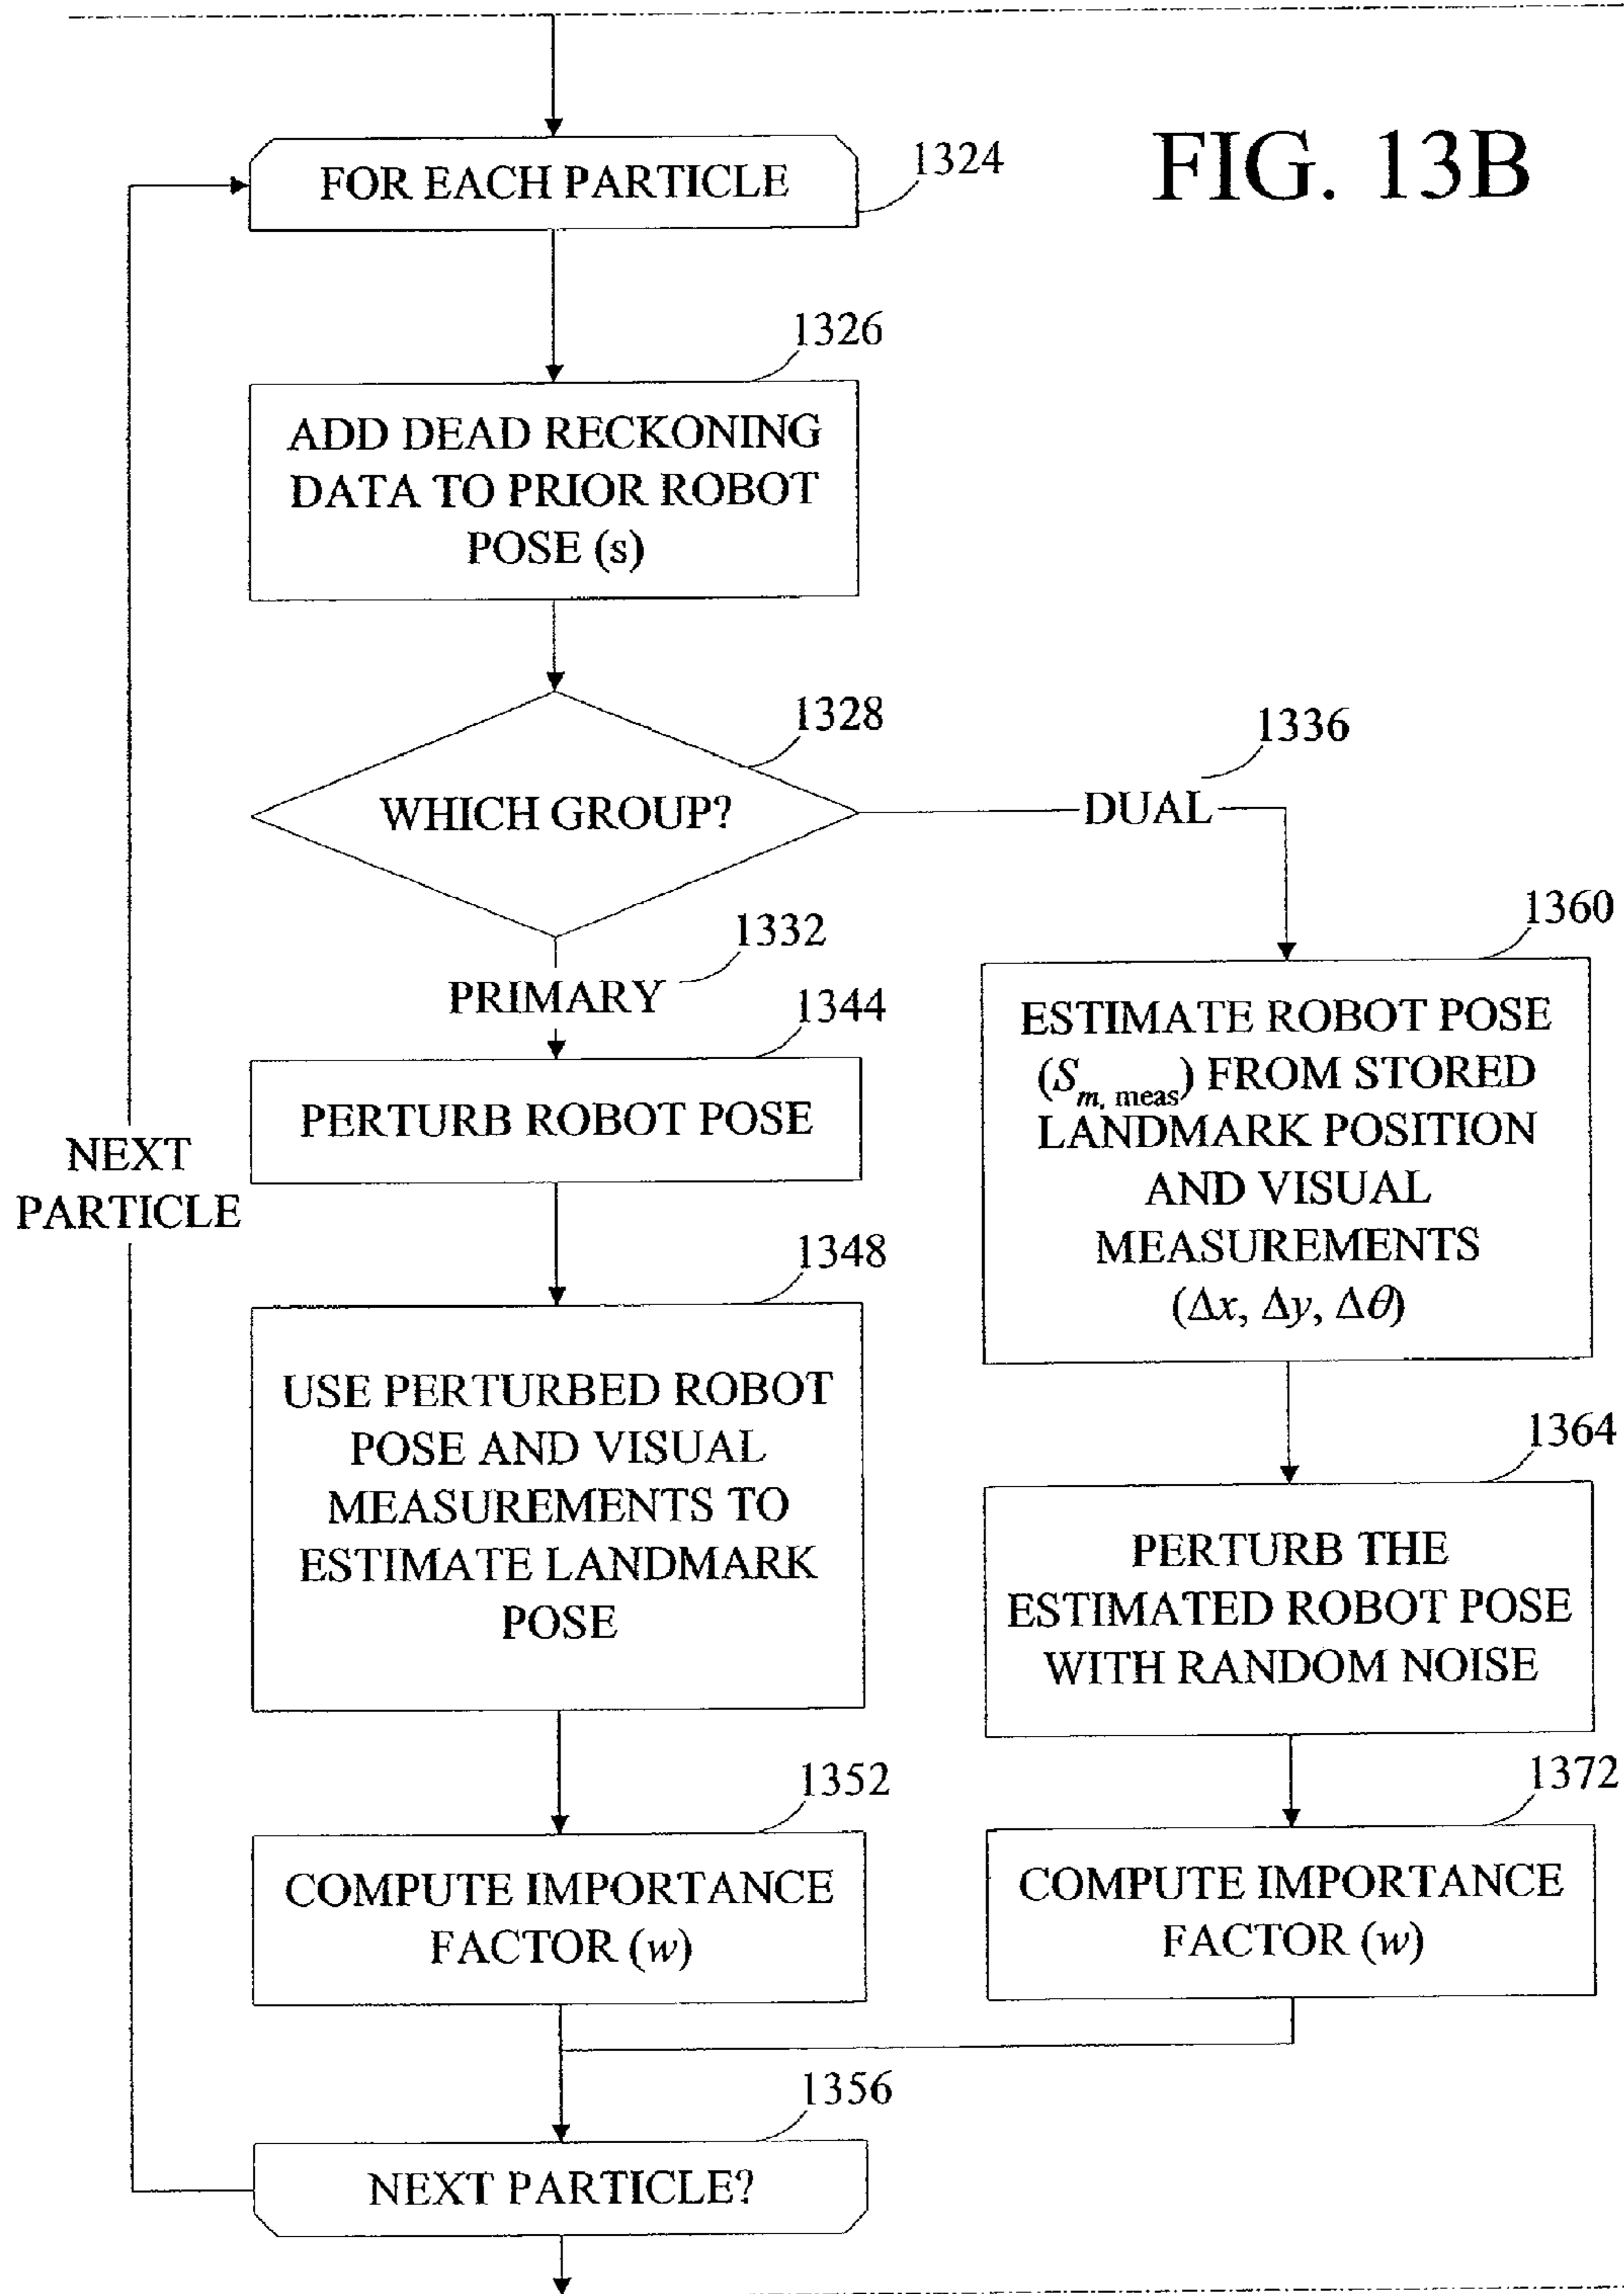 FIG. 13B
FOR EACH PARTICLE
1324
1326
ADD DEAD RECKONING
DATA TO PRIOR ROBOT
POSE (s)
1328
WHICH GROUP?
1336
DUAL
1332
PRIMARY
1344
PERTURB ROBOT POSE
1360
ESTIMATE ROBOT POSE
(Sm, meas) FROM STORED
LANDMARK POSITION
AND VISUAL
MEASUREMENTS
(Δx, Δy, Δθ)
NEXT
PARTICLE
1348
USE PERTURBED ROBOT
POSE AND VISUAL
MEASUREMENTS TO
ESTIMATE LANDMARK
POSE
1364
PERTURB THE
ESTIMATED ROBOT POSE
WITH RANDOM NOISE
1352
COMPUTE IMPORTANCE
FACTOR (w)
1372
COMPUTE IMPORTANCE
FACTOR (w)
1356
NEXT PARTICLE?